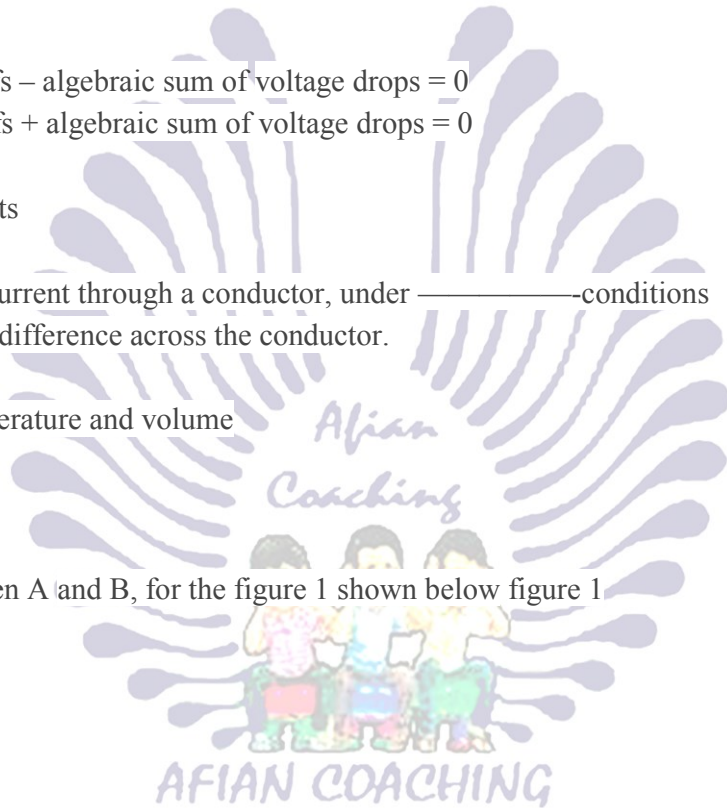 fs – algebraic sum of voltage drops = 0
fs + algebraic sum of voltage drops = 0
ts
urrent through a conductor, under —————-conditions
difference across the conductor.
erature and volume
Afian
Coaching
en A and B, for the figure 1 shown below figure 1
AFIAN COACHING